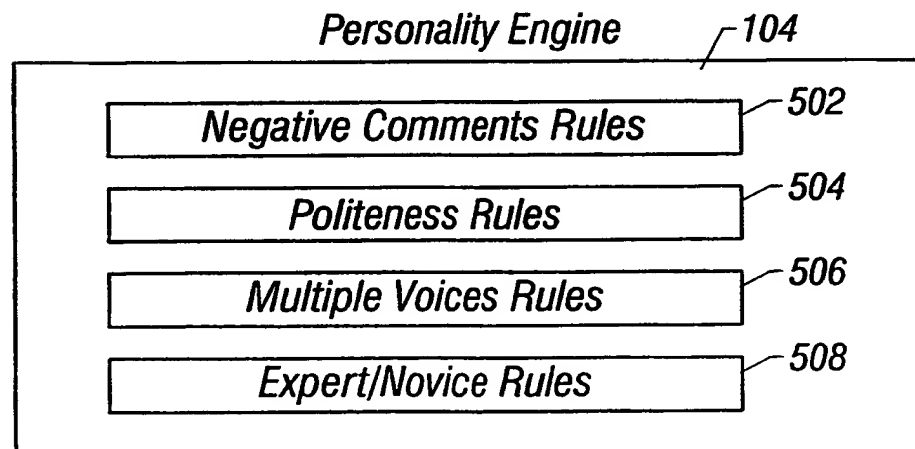 Personality Engine 104
Negative Comments Rules 502
Politeness Rules 504
Multiple Voices Rules 506
Expert/Novice Rules 508